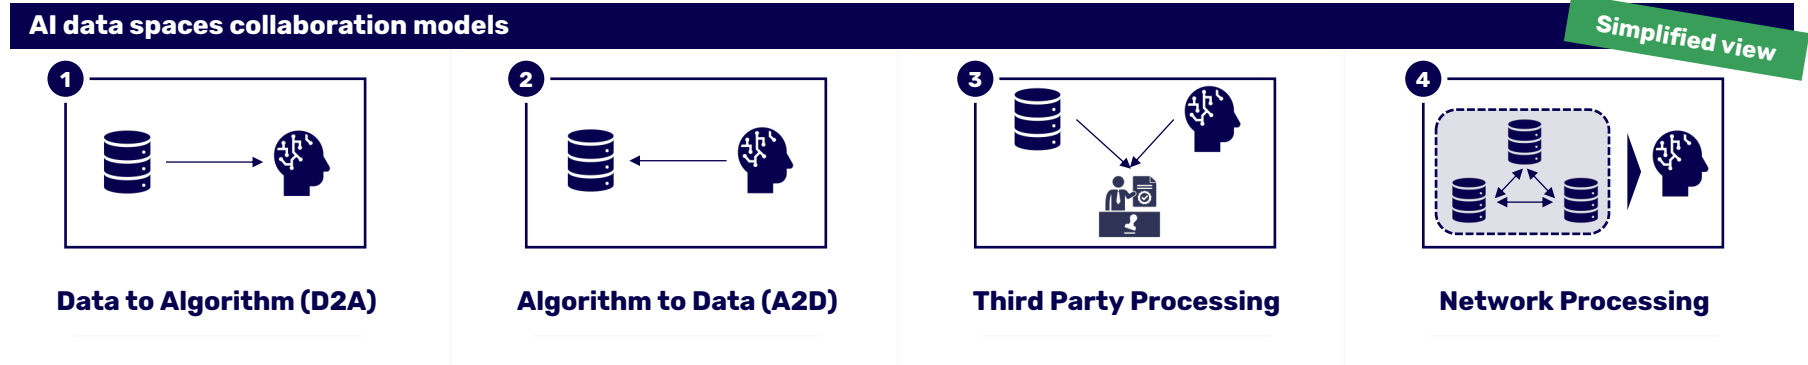 AI data spaces collaboration models
Simplified view
1
2
3
4
Data to Algorithm (D2A)
Algorithm to Data (A2D)
Third Party Processing
Network Processing